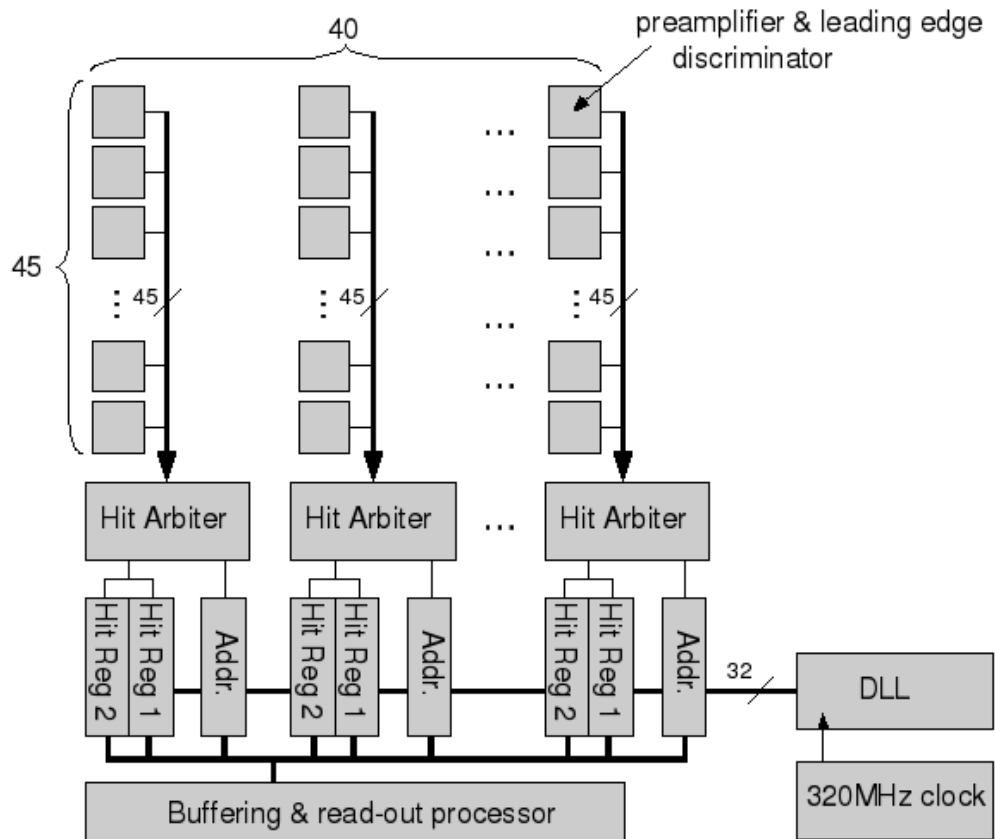 40
preamplifier & leading edge
discriminator
45
...
...
...
...
...
...
45
...
45
...
45
Hit Arbiter
Hit Arbiter
...
Hit Arbiter
Hit Reg 2
Hit Reg 1
Addr.
Hit Reg 2
Hit Reg 1
Addr.
Hit Reg 2
Hit Reg 1
Addr.
32
DLL
320MHz clock
Buffering & read-out processor